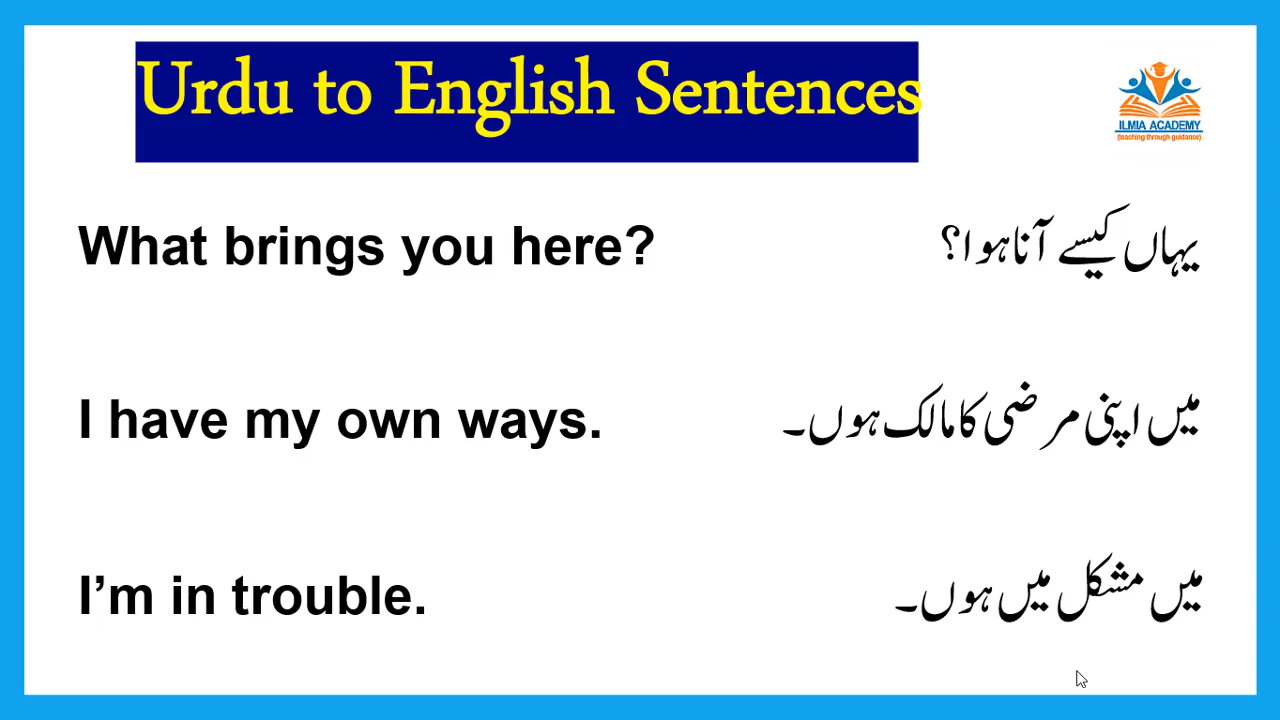 Urdu to English Sentences
ILMIA ACADEMY
(teaching through guidance)
What brings you here?
یہاں کیسے آنا ہوا؟
I have my own ways.
میں اپنی مرضی کا مالک ہوں۔
I’m in trouble.
میں مشکل میں ہوں۔